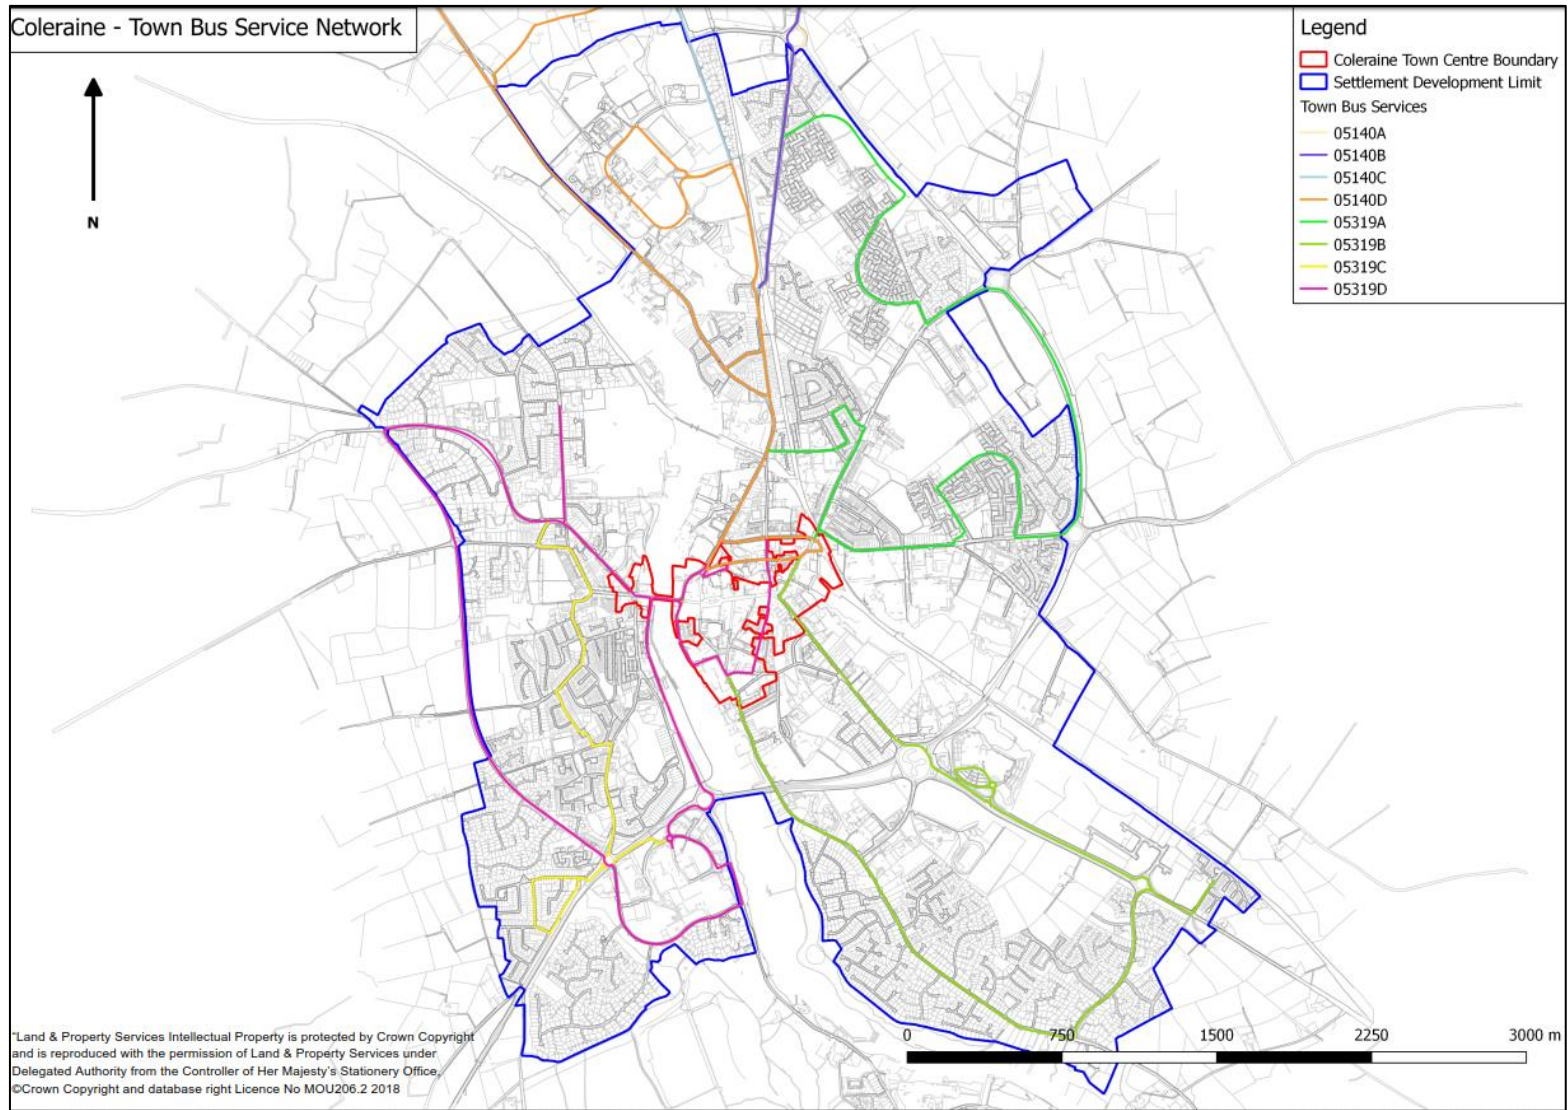 Coleraine - Town Bus Service Network
N
Legend
Coleraine Town Centre Boundary
Settlement Development Limit
Town Bus Services
05140A
05140B
05140C
05140D
05319A
05319B
05319C
05319D
"Land & Property Services Intellectual Property is protected by Crown Copyright
and is reproduced with the permission of Land & Property Services under
Delegated Authority from the Controller of Her Majesty's Stationery Office,
©Crown Copyright and database right Licence No MOU206.2 2018
0 750 1500 2250 3000 m